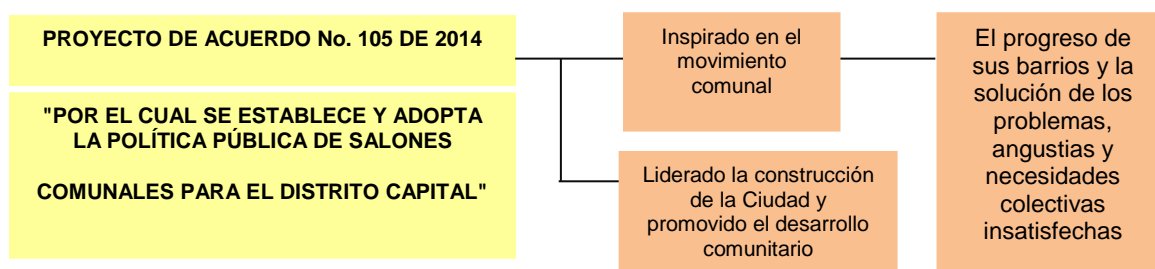 PROYECTO DE ACUERDO No. 105 DE 2014
"POR EL CUAL SE ESTABLECE Y ADOPTA
LA POLÍTICA PÚBLICA DE SALONES
COMUNALES PARA EL DISTRITO CAPITAL"
Inspirado en el
movimiento
comunal
Liderado la construcción
de la Ciudad y
promovido el desarrollo
comunitario
El progreso de
sus barrios y la
solución de los
problemas,
angustias y
necesidades
colectivas
insatisfechas